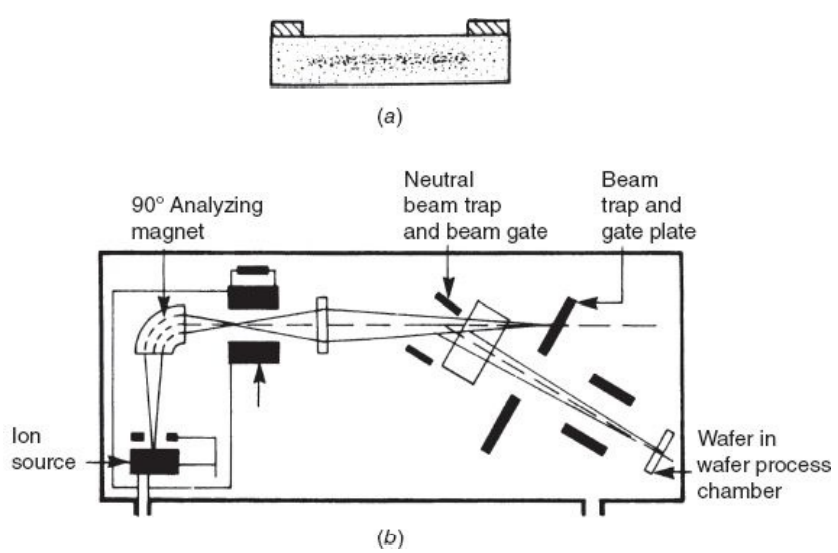 (a)
90° Analyzing
magnet
Neutral
beam trap
and beam gate
Beam
trap and
gate plate
Ion
source
Wafer in
wafer process
chamber
(b)